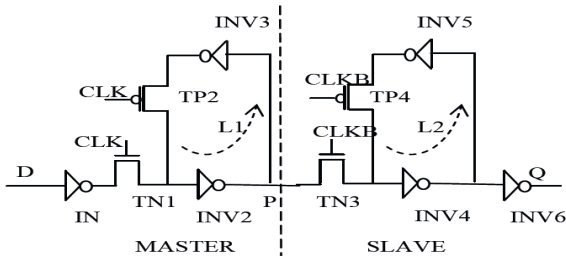 INV3
INV5
CLK
TP2
CLKB
TP4
CLK
L1
CLKB
L2
D
Q
IN
TN1
INV2
P
TN3
INV4
INV6
MASTER
SLAVE